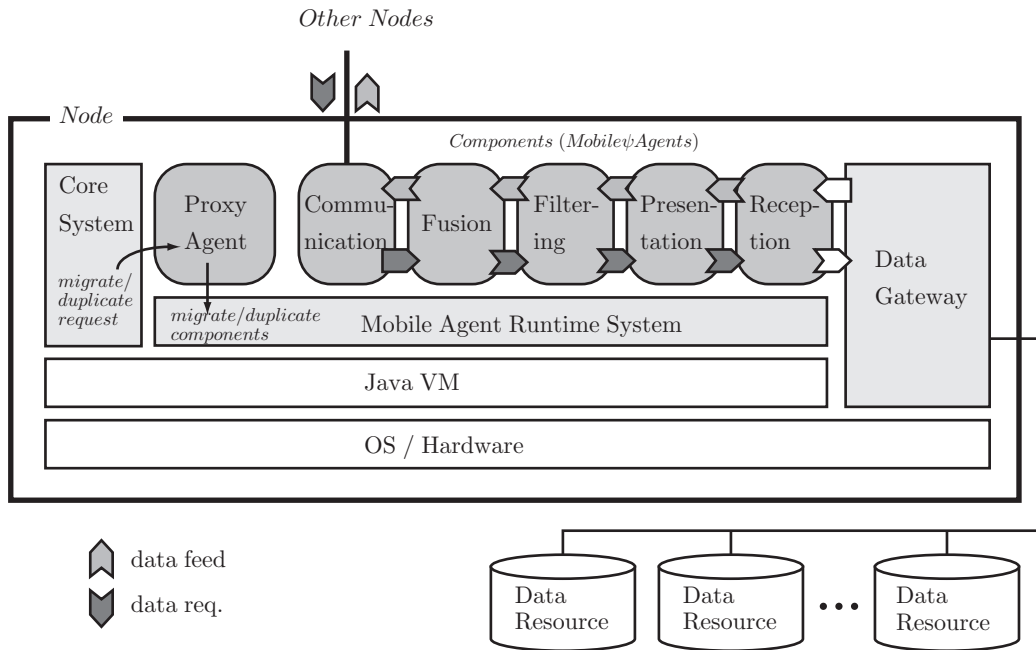 Other Nodes
Node
Components (MobileψAgents)
Core
System
migrate/
duplicate
request
Proxy
Agent
Commu-
nication
Fusion
Filter-
ing
Presen-
tation
Recep-
tion
Data
Gateway
migrate/duplicate
components
Mobile Agent Runtime System
Java VM
OS / Hardware
data feed
data req.
Data
Resource
Data
Resource
•••
Data
Resource